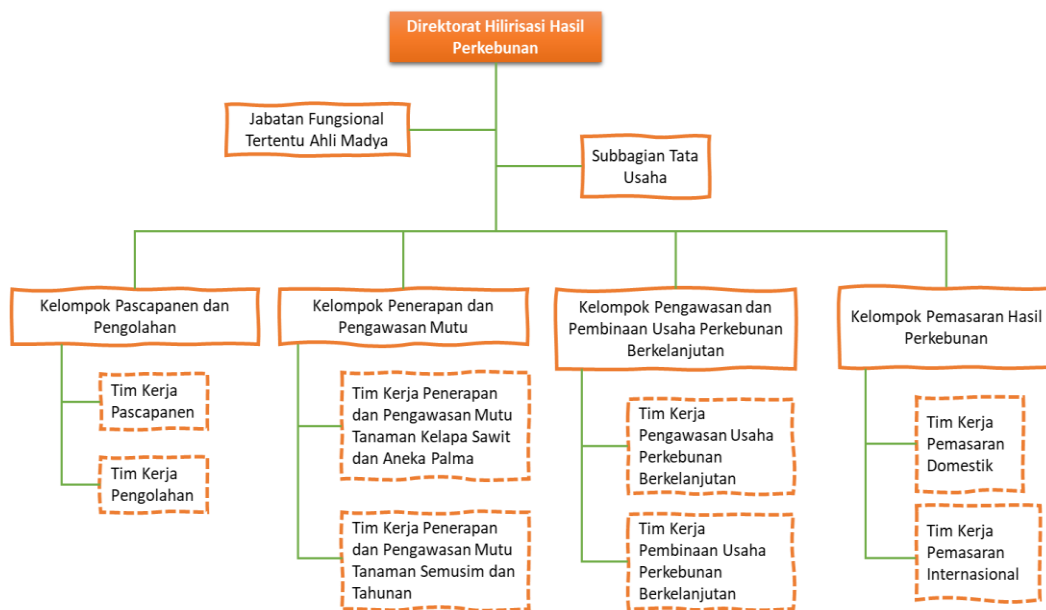 Direktorat Hilirisasi Hasil
Perkebunan
Jabatan Fungsional
Tertentu Ahli Madya
Subbagian Tata
Usaha
Kelompok Pascapanen dan
Pengolahan
Tim Kerja
Pascapanen
Tim Kerja
Pengolahan
Kelompok Penerapan dan
Pengawasan Mutu
Tim Kerja Penerapan
dan Pengawasan Mutu
Tanaman Kelapa Sawit
dan Aneka Palma
Tim Kerja Penerapan
dan Pengawasan Mutu
Tanaman Semusim dan
Tahunan
Kelompok Pengawasan dan
Pembinaan Usaha Perkebunan
Berkelanjutan
Tim Kerja
Pengawasan Usaha
Perkebunan
Berkelanjutan
Tim Kerja
Pembinaan Usaha
Perkebunan
Berkelanjutan
Kelompok Pemasaran Hasil
Perkebunan
Tim Kerja
Pemasaran
Domestik
Tim Kerja
Pemasaran
Internasional